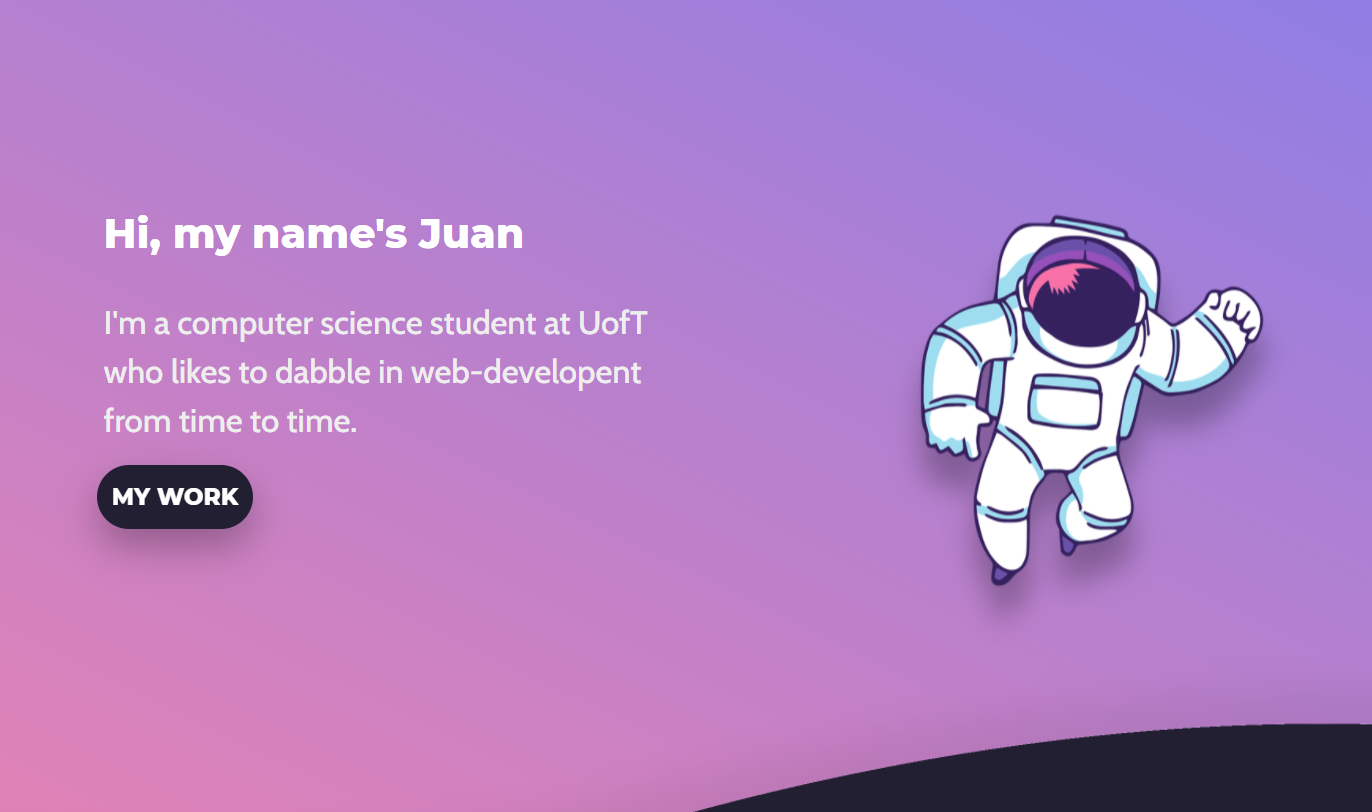 Hi, my name's Juan
I'm a computer science student at UofT
who likes to dabble in web-developent
from time to time.
MY WORK